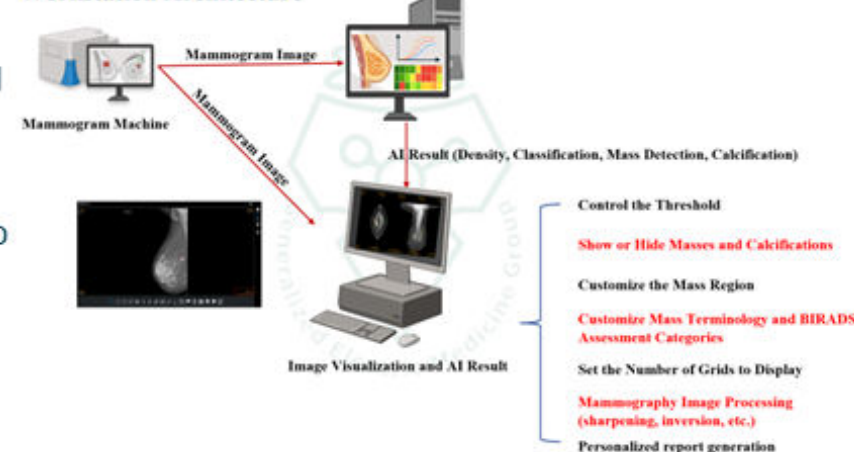 Mammogram Image
Mammogram Machine
Mammogram Image
AI Result (Density, Classification, Mass Detection, Calcification)
Control the Threshold
Show or Hide Masses and Calcifications
Customize the Mass Region
Customize Mass Terminology and BIRADS
Assessment Categories
Image Visualization and AI Result
Set the Number of Grids to Display
Mammography Image Processing
(sharpening, inversion, etc.)
Personalized report generation